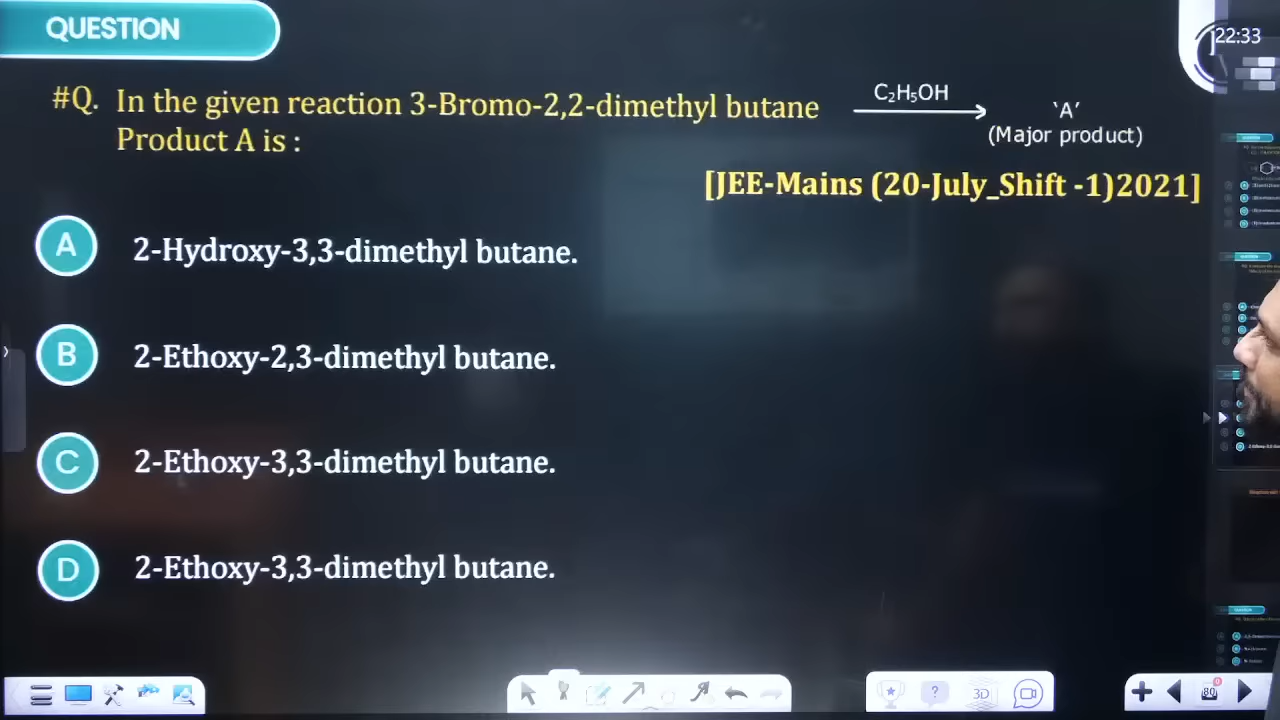 QUESTION
22:33
#Q. In the given reaction 3-Bromo-2,2-dimethyl butane
C₂H₅OH
‘A’
(Major product)
Product A is :
[JEE-Mains (20-July_Shift -1)2021]
A
2-Hydroxy-3,3-dimethyl butane.
B
2-Ethoxy-2,3-dimethyl butane.
C
2-Ethoxy-3,3-dimethyl butane.
D
2-Ethoxy-3,3-dimethyl butane.
3D
80